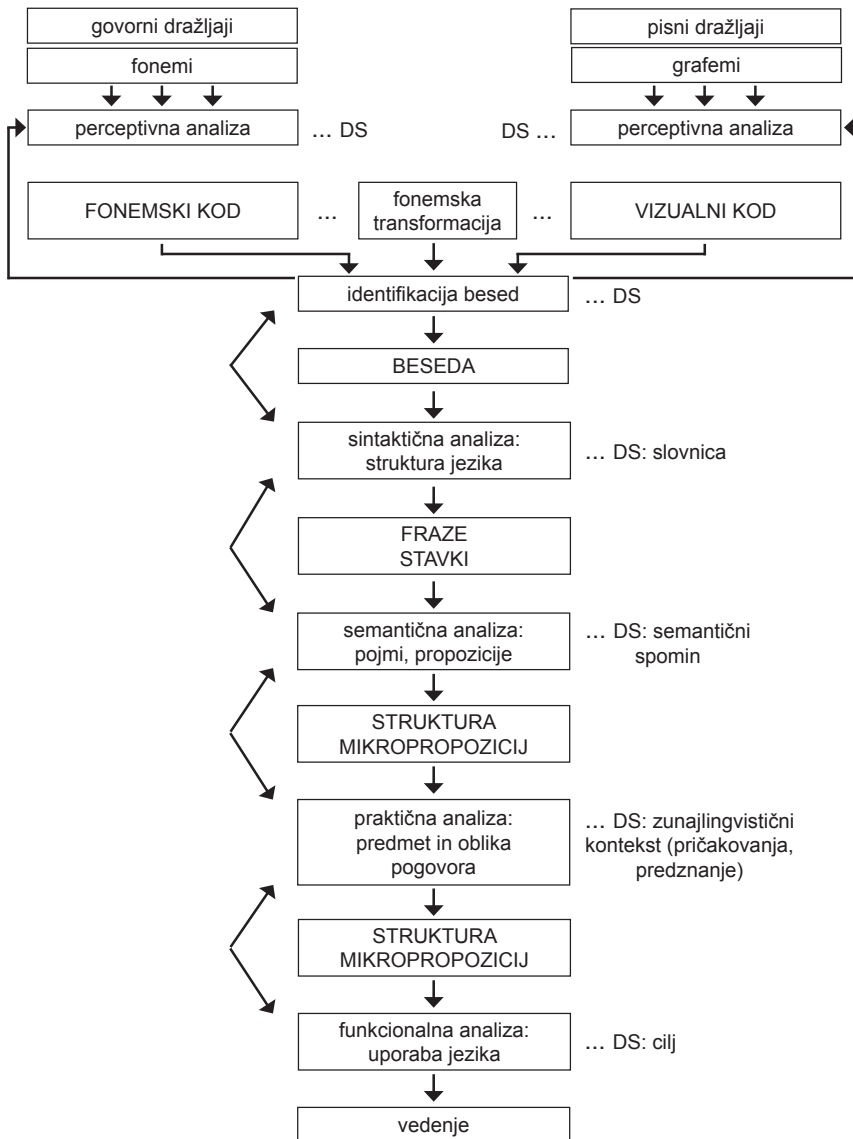 govorni dražljaji
pisni dražljaji
fonemi
grafemi
perceptivna analiza
... DS
DS ...
perceptivna analiza
FONEMSKI KOD
...
fonemska
transformacija
...
VIZUALNI KOD
identifikacija besed
... DS
BESEDA
sintaktična analiza:
struktura jezika
... DS: slovnica
FRAZE
STAVKI
semantična analiza:
pojmi, propozicije
... DS: semantični
spomin
STRUKTURA
MIKROPROPOZICIJ
praktična analiza:
predmet in oblika
pogovora
... DS: zunajlingvistični
kontekst (pričakovanja,
predznanje)
STRUKTURA
MIKROPROPOZICIJ
funkcionalna analiza:
uporaba jezika
... DS: cilj
vedenje